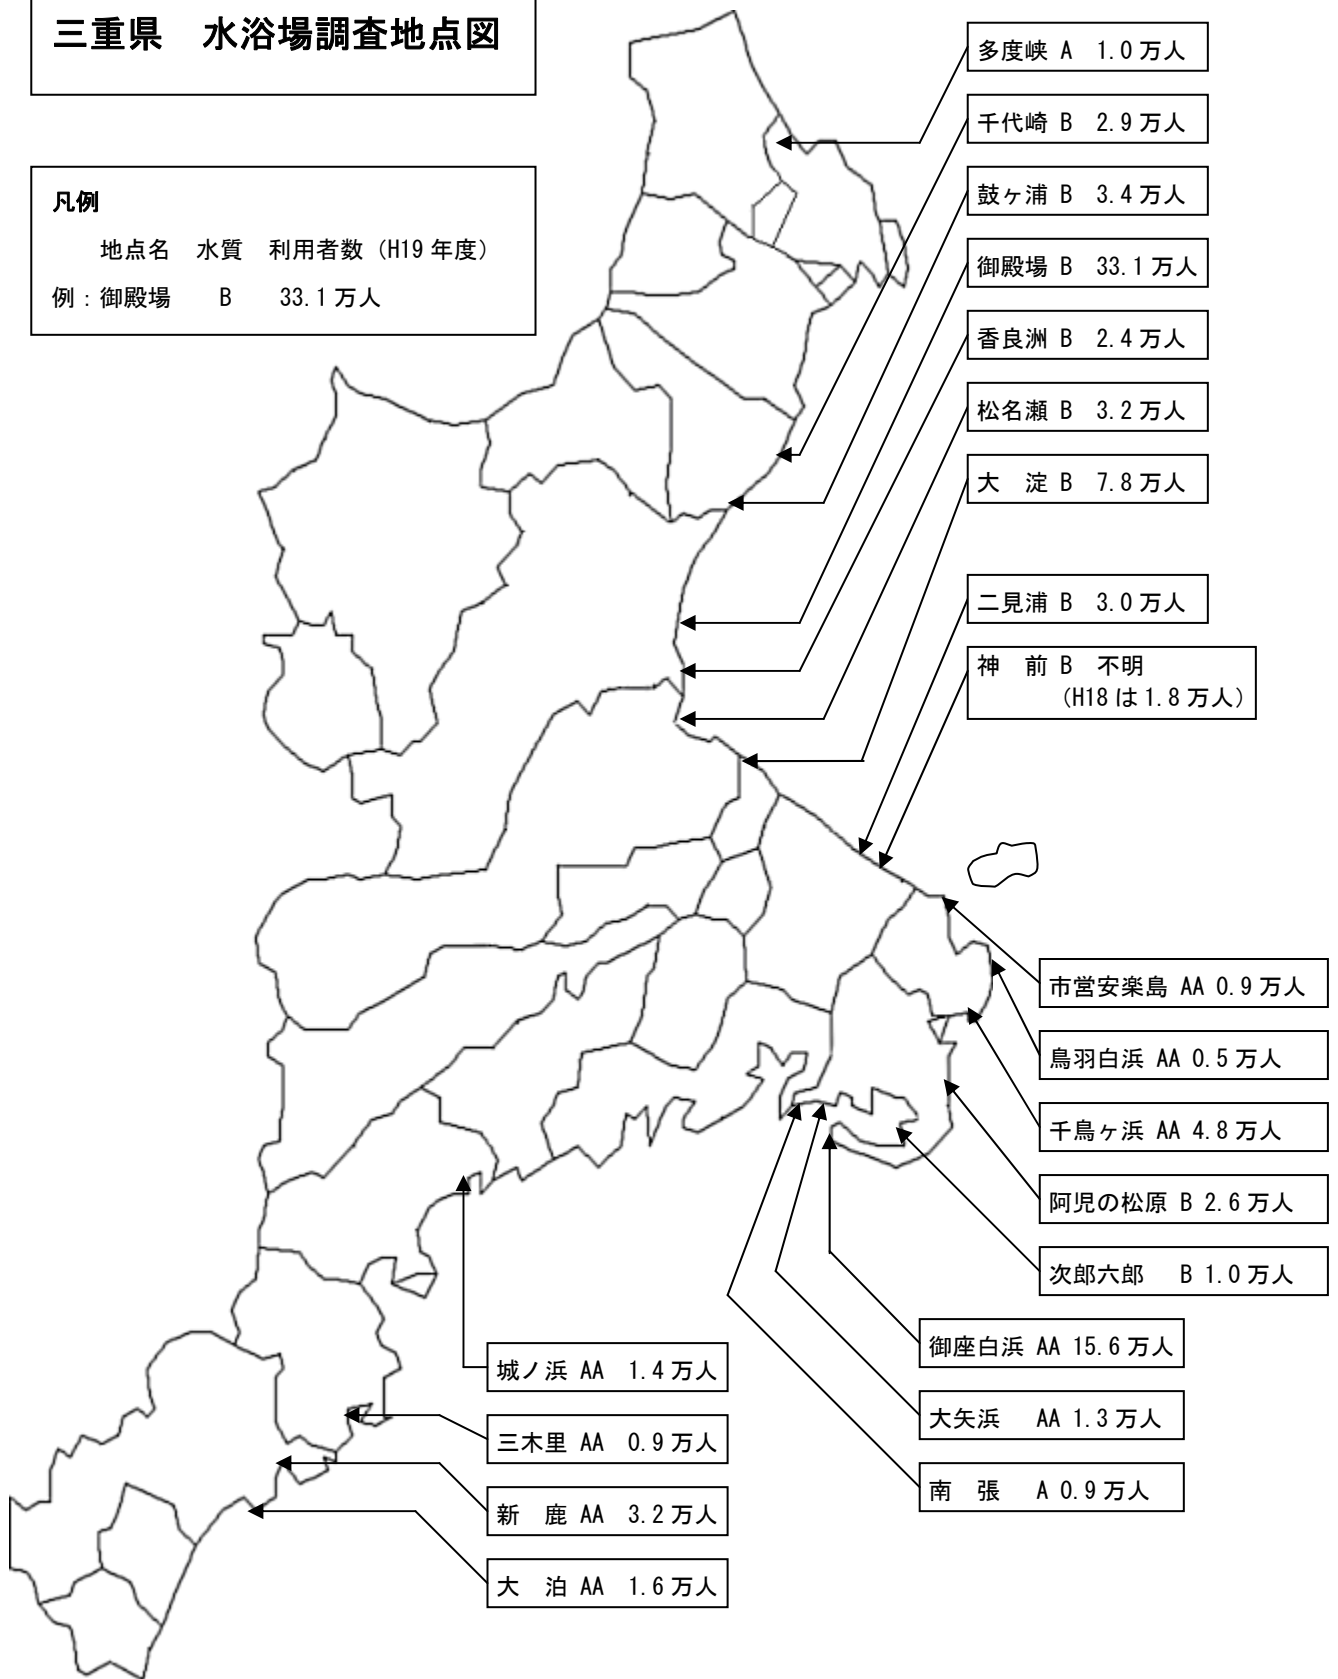 三重県　水浴場調査地点図
凡例
地点名　水質　利用者数（H19 年度）
例：御殿場　　B　　33.1 万人
多度峡 A　1.0 万人
千代崎 B　2.9 万人
鼓ヶ浦 B　3.4 万人
御殿場 B　33.1 万人
香良洲 B　2.4 万人
松名瀬 B　3.2 万人
大　淀 B　7.8 万人
二見浦 B　3.0 万人
神　前 B　不明
（H18 は 1.8 万人）
市営安楽島 AA 0.9 万人
鳥羽白浜 AA 0.5 万人
千鳥ヶ浜 AA 4.8 万人
阿児の松原 B 2.6 万人
次郎六郎　B 1.0 万人
御座白浜 AA 15.6 万人
大矢浜　AA 1.3 万人
南　張　A 0.9 万人
城ノ浜 AA　1.4 万人
三木里 AA　0.9 万人
新　鹿 AA　3.2 万人
大　泊 AA　1.6 万人